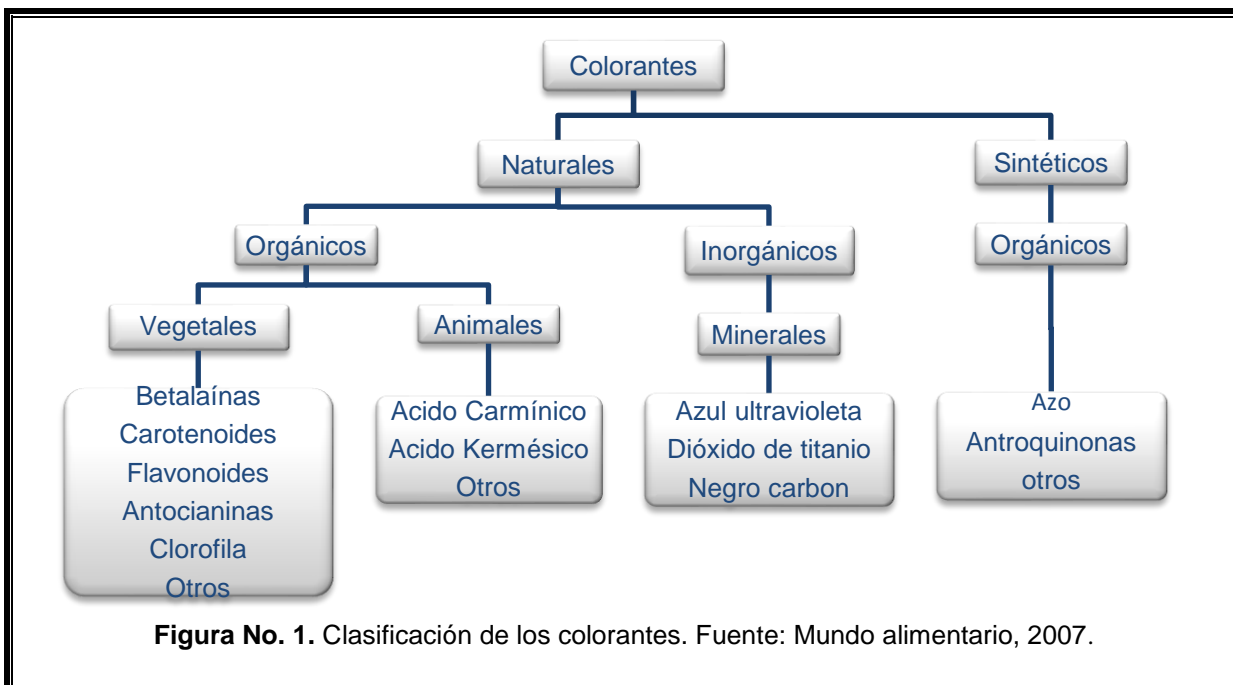 Colorantes
Naturales
Sintéticos
Orgánicos
Inorgánicos
Orgánicos
Vegetales
Animales
Minerales
Betalaínas
Carotenoides
Flavonoides
Antocianinas
Clorofila
Otros
Acido Carmínico
Acido Kermésico
Otros
Azul ultravioleta
Dióxido de titanio
Negro carbon
Azo
Antroquinonas
otros
Figura No. 1. Clasificación de los colorantes. Fuente: Mundo alimentario, 2007.